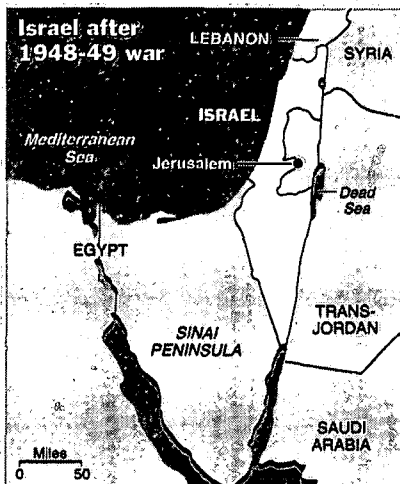 Israel after
1948-49 war
LEBANON
SYRIA
ISRAEL
Mediterranean
Sea
Jerusalem
Dead
Sea
EGYPT
TRANS-
JORDAN
SINAI
PENINSULA
SAUDI
ARABIA
Miles
0 50